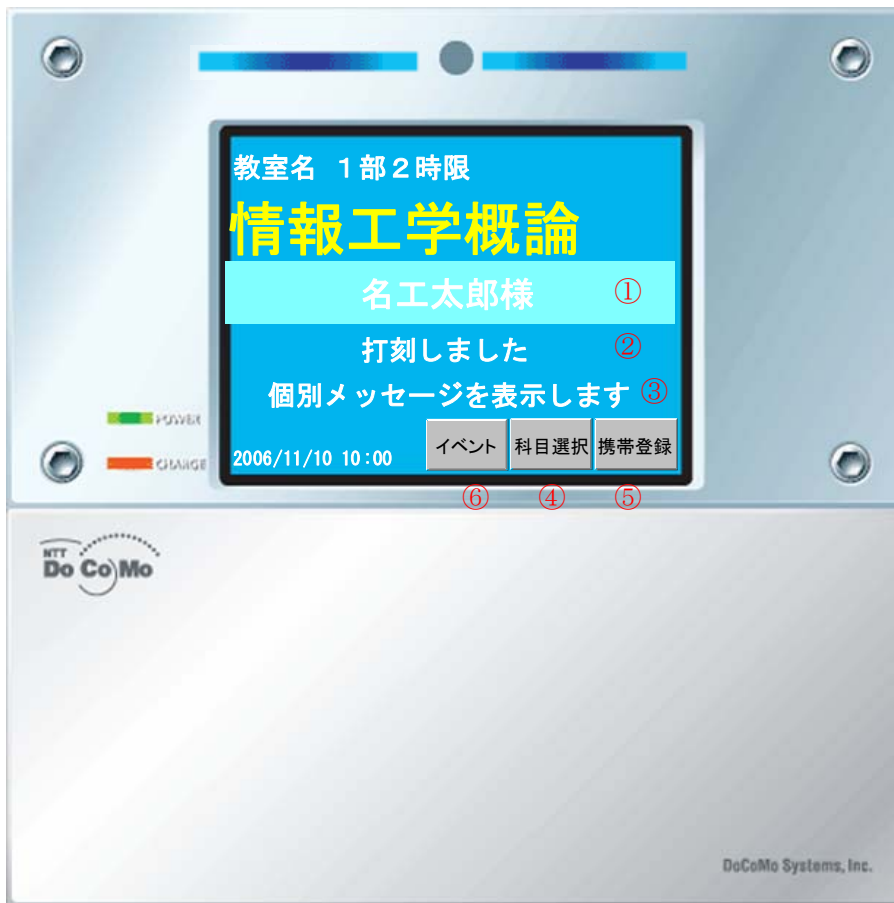 教室名 1部2時限
情報工学概論
名工太郎様 ①
打刻しました ②
個別メッセージを表示します ③
POWER
CHARGE
2006/11/10 10:00
イベント 科目選択 携帯登録
⑥ ④ ⑤
NTT
DoCoMo
DoCoMo Systems, Inc.